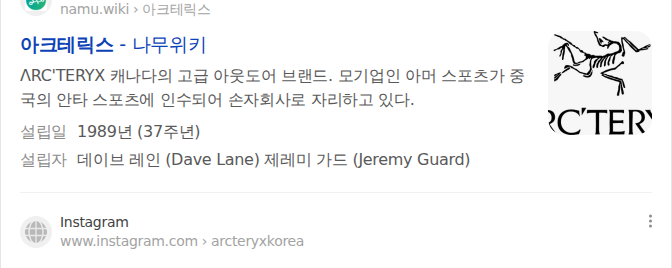 namu.wiki › 아크테릭스
아크테릭스 - 나무위키
ΛRC'TERYX 캐나다의 고급 아웃도어 브랜드. 모기업인 아머 스포츠가 중
국의 안타 스포츠에 인수되어 손자회사로 자리하고 있다.
설립일 1989년 (37주년)
설립자 데이브 레인 (Dave Lane) 제레미 가드 (Jeremy Guard)
RC'TERY
Instagram
www.instagram.com › arcteryxkorea